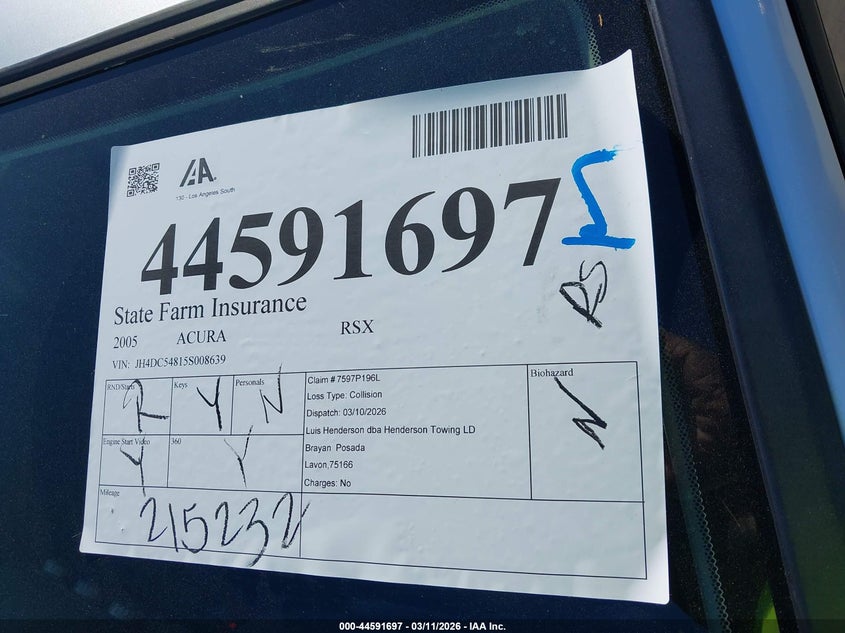 IAA
130 - Los Angeles South
44591697
State Farm Insurance
2005 ACURA RSX
VIN: JH4DC54815S008639
RS
RND/Starts R
Keys Y
Personals N
Engine Start Video Y
360 Y
Mileage 215232
Claim # 7597P196L
Loss Type: Collision
Dispatch: 03/10/2026
Luis Henderson dba Henderson Towing LD
Brayan Posada
Lavon,75166
Charges: No
Biohazard N
000-44591697 - 03/11/2026 - IAA Inc.